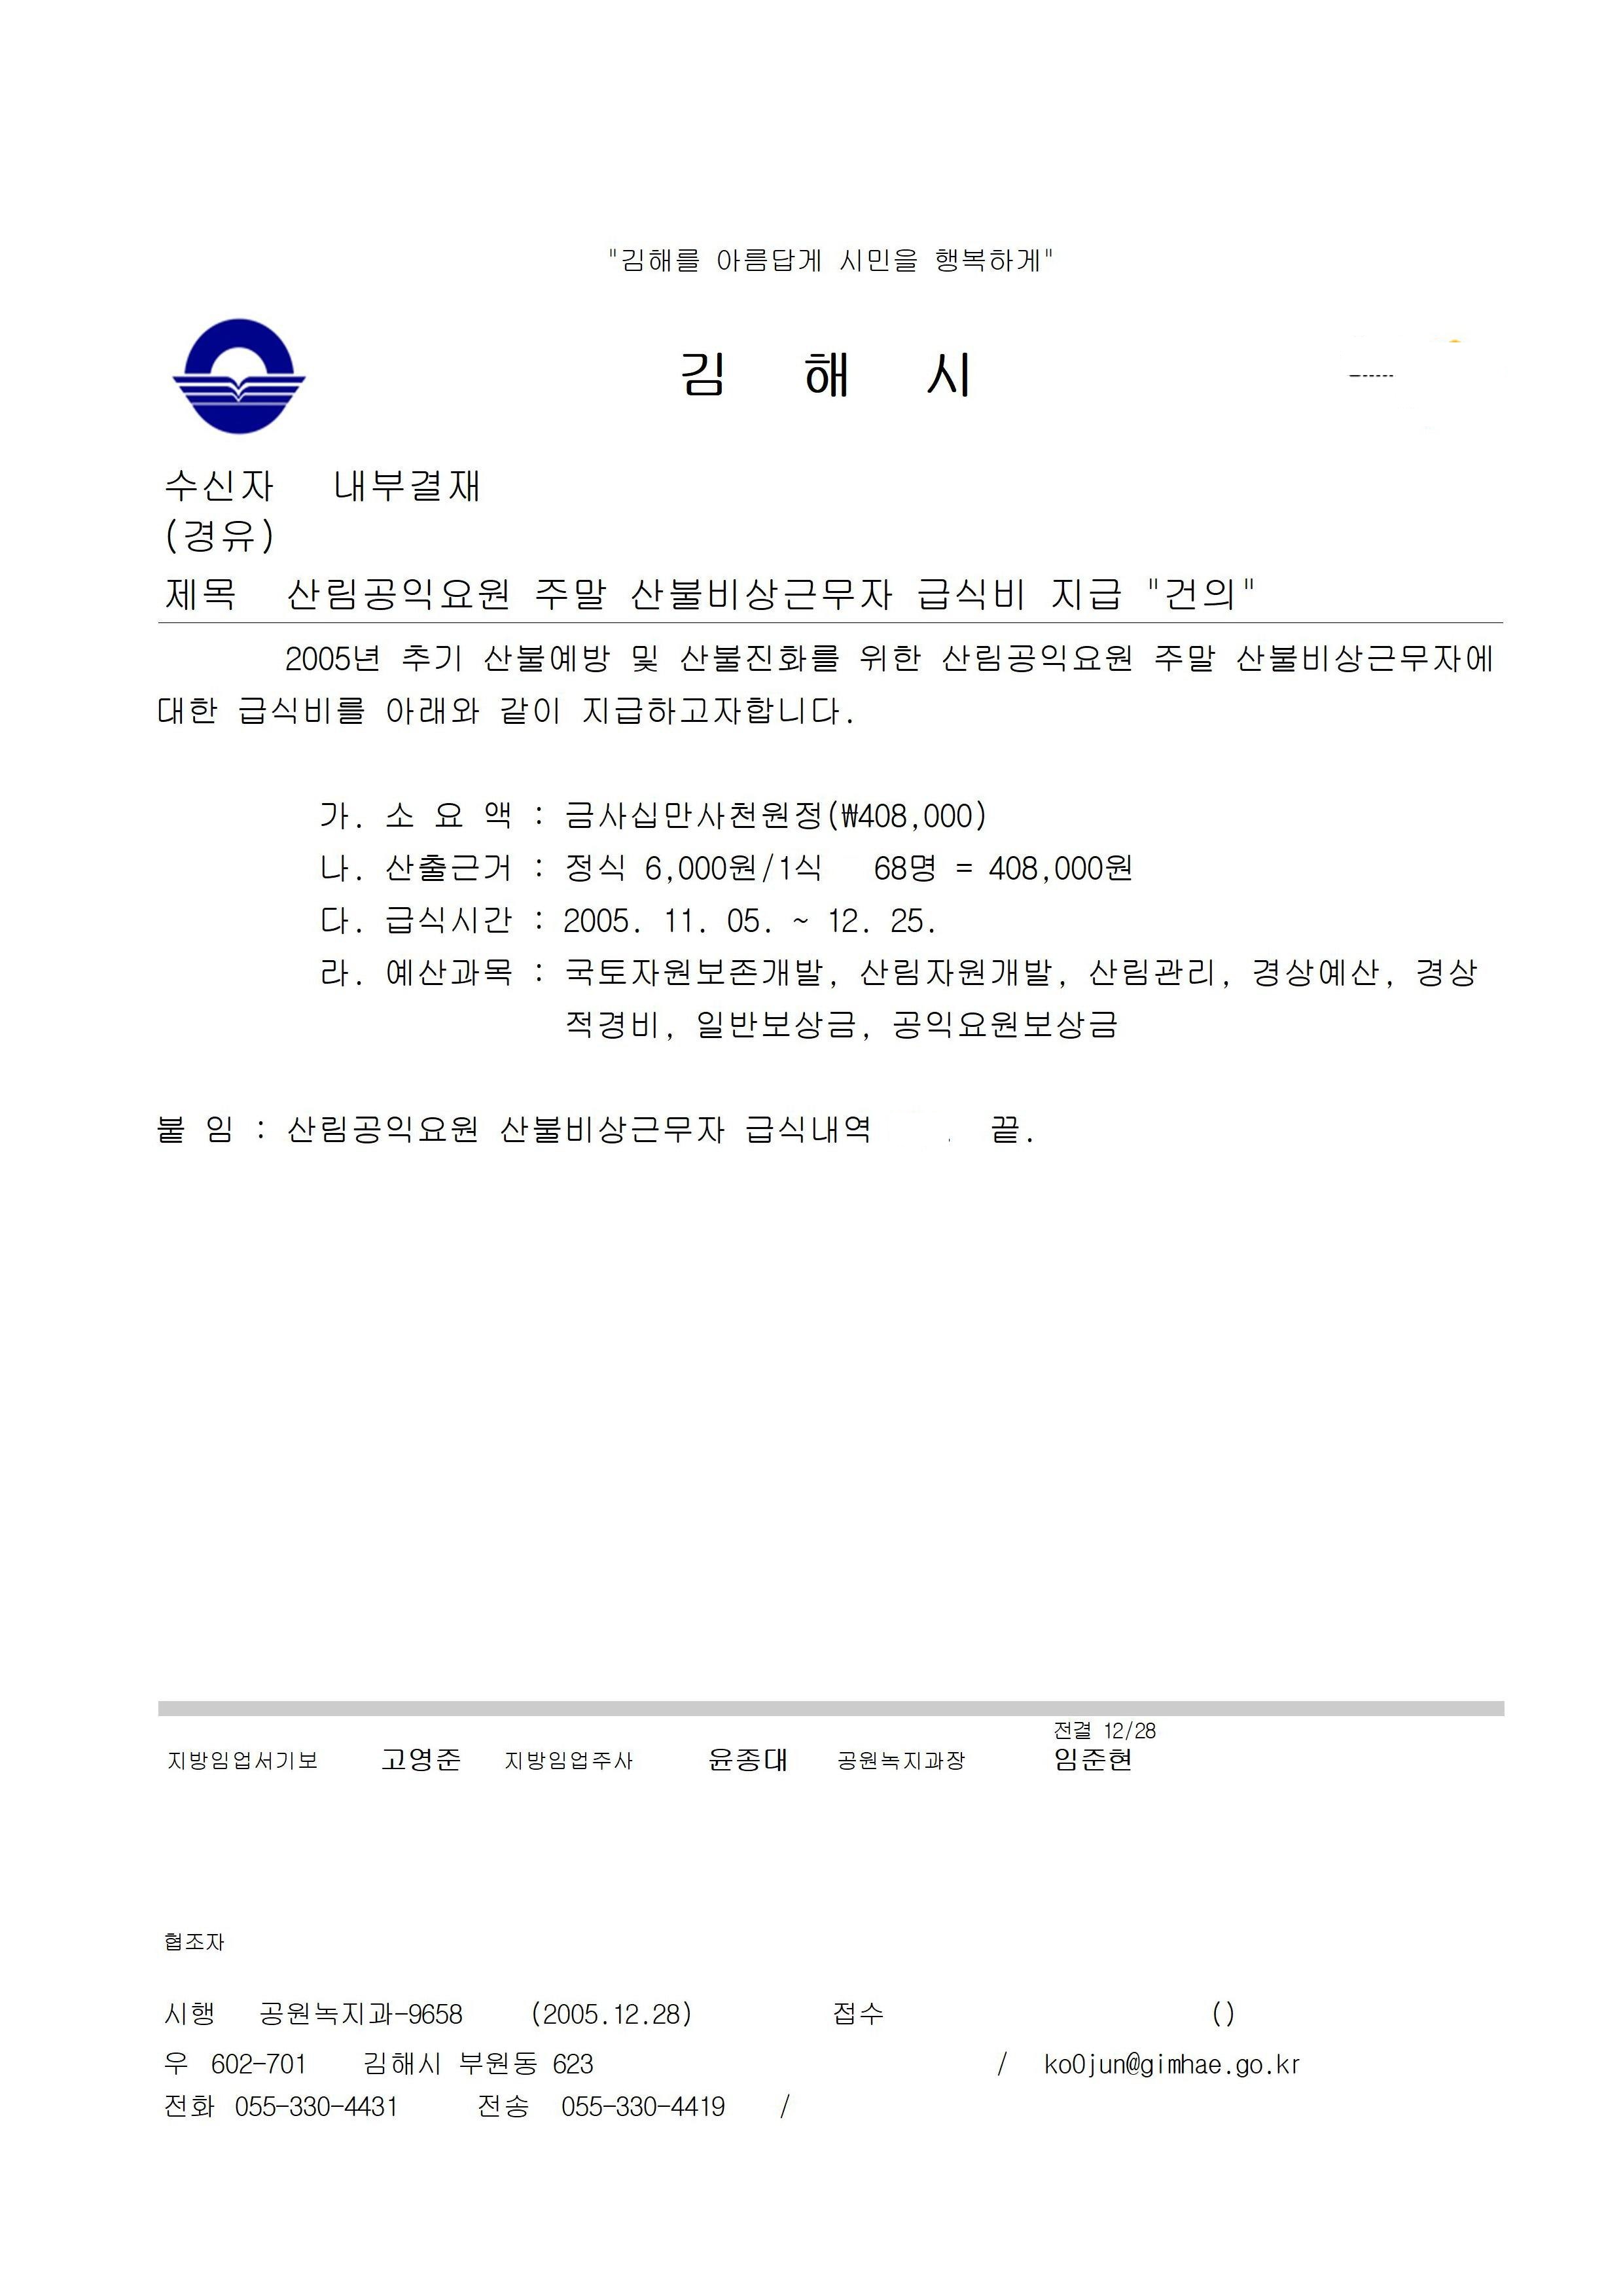 "김해를 아름답게 시민을 행복하게"
김 해 시
수신자 내부결재
(경유)
제목 산림공익요원 주말 산불비상근무자 급식비 지급 "건의"
2005년 추기 산불예방 및 산불진화를 위한 산림공익요원 주말 산불비상근무자에
대한 급식비를 아래와 같이 지급하고자합니다.
가. 소 요 액 : 금사십만사천원정(₩408,000)
나. 산출근거 : 정식 6,000원/1식 68명 = 408,000원
다. 급식시간 : 2005. 11. 05. ~ 12. 25.
라. 예산과목 : 국토자원보존개발, 산림자원개발, 산림관리, 경상예산, 경상
적경비, 일반보상금, 공익요원보상금
붙 임 : 산림공익요원 산불비상근무자 급식내역 . 끝.
전결 12/28
지방임업서기보 고영준 지방임업주사 윤종대 공원녹지과장 임준현
협조자
시행 공원녹지과-9658 (2005.12.28) 접수 ()
우 602-701 김해시 부원동 623 / ko0jun@gimhae.go.kr
전화 055-330-4431 전송 055-330-4419 /